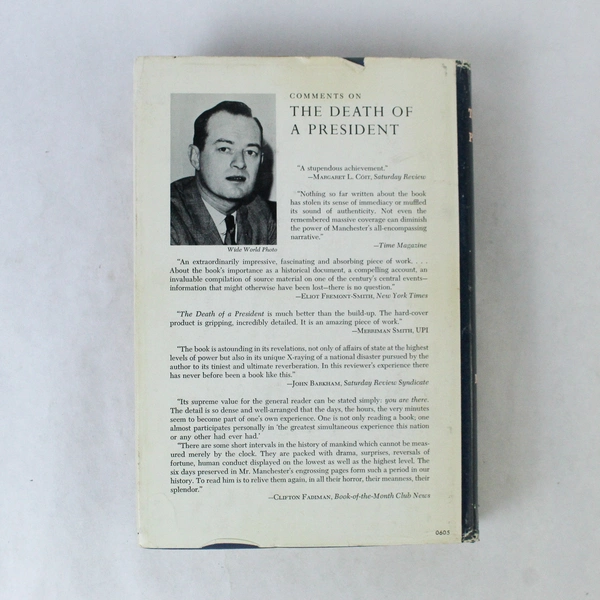 COMMENTS ON
THE DEATH OF
A PRESIDENT
"A stupendous achievement."
—MARGARET L. COIT, Saturday Review
"Nothing so far written about the book
has stolen its sense of immediacy or muffled
its sound of authenticity. Not even the
remembered massive coverage can diminish
the power of Manchester's all-encompassing
narrative."
—Time Magazine
Wide World Photo
"An extraordinarily impressive, fascinating and absorbing piece of work. . . .
About the book's importance as a historical document, a compelling account, an
invaluable compilation of source material on one of the century's central events—
information that might otherwise have been lost—there is no question."
—ELIOT FREMONT-SMITH, New York Times
"The Death of a President is much better than the build-up. The hard-cover
product is gripping, incredibly detailed. It is an amazing piece of work."
—MERRIMAN SMITH, UPI
"The book is astounding in its revelations, not only of affairs of state at the highest
levels of power but also in its unique X-raying of a national disaster pursued by the
author to its tiniest and ultimate reverberation. In this reviewer's experience there
has never before been a book like this."
—JOHN BARKHAM, Saturday Review Syndicate
"Its supreme value for the general reader can be stated simply: you are there.
The detail is so dense and well-arranged that the days, the hours, the very minutes
seem to become part of one's own experience. One is not only reading a book; one
almost participates personally in 'the greatest simultaneous experience this nation
or any other had ever had.'
"There are some short intervals in the history of mankind which cannot be meas-
ured merely by the clock. They are packed with drama, surprises, reversals of
fortune, human conduct displayed on the lowest as well as the highest level. The
six days preserved in Mr. Manchester's engrossing pages form such a period in our
history. To read him is to relive them again, in all their horror, their meanness, their
splendor."
—CLIFTON FADIMAN, Book-of-the-Month Club News
0605